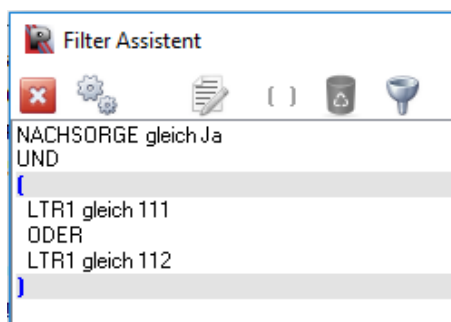 Filter Assistent
( )
NACHSORGE gleich Ja
UND
(
LTR1 gleich 111
ODER
LTR1 gleich 112
)